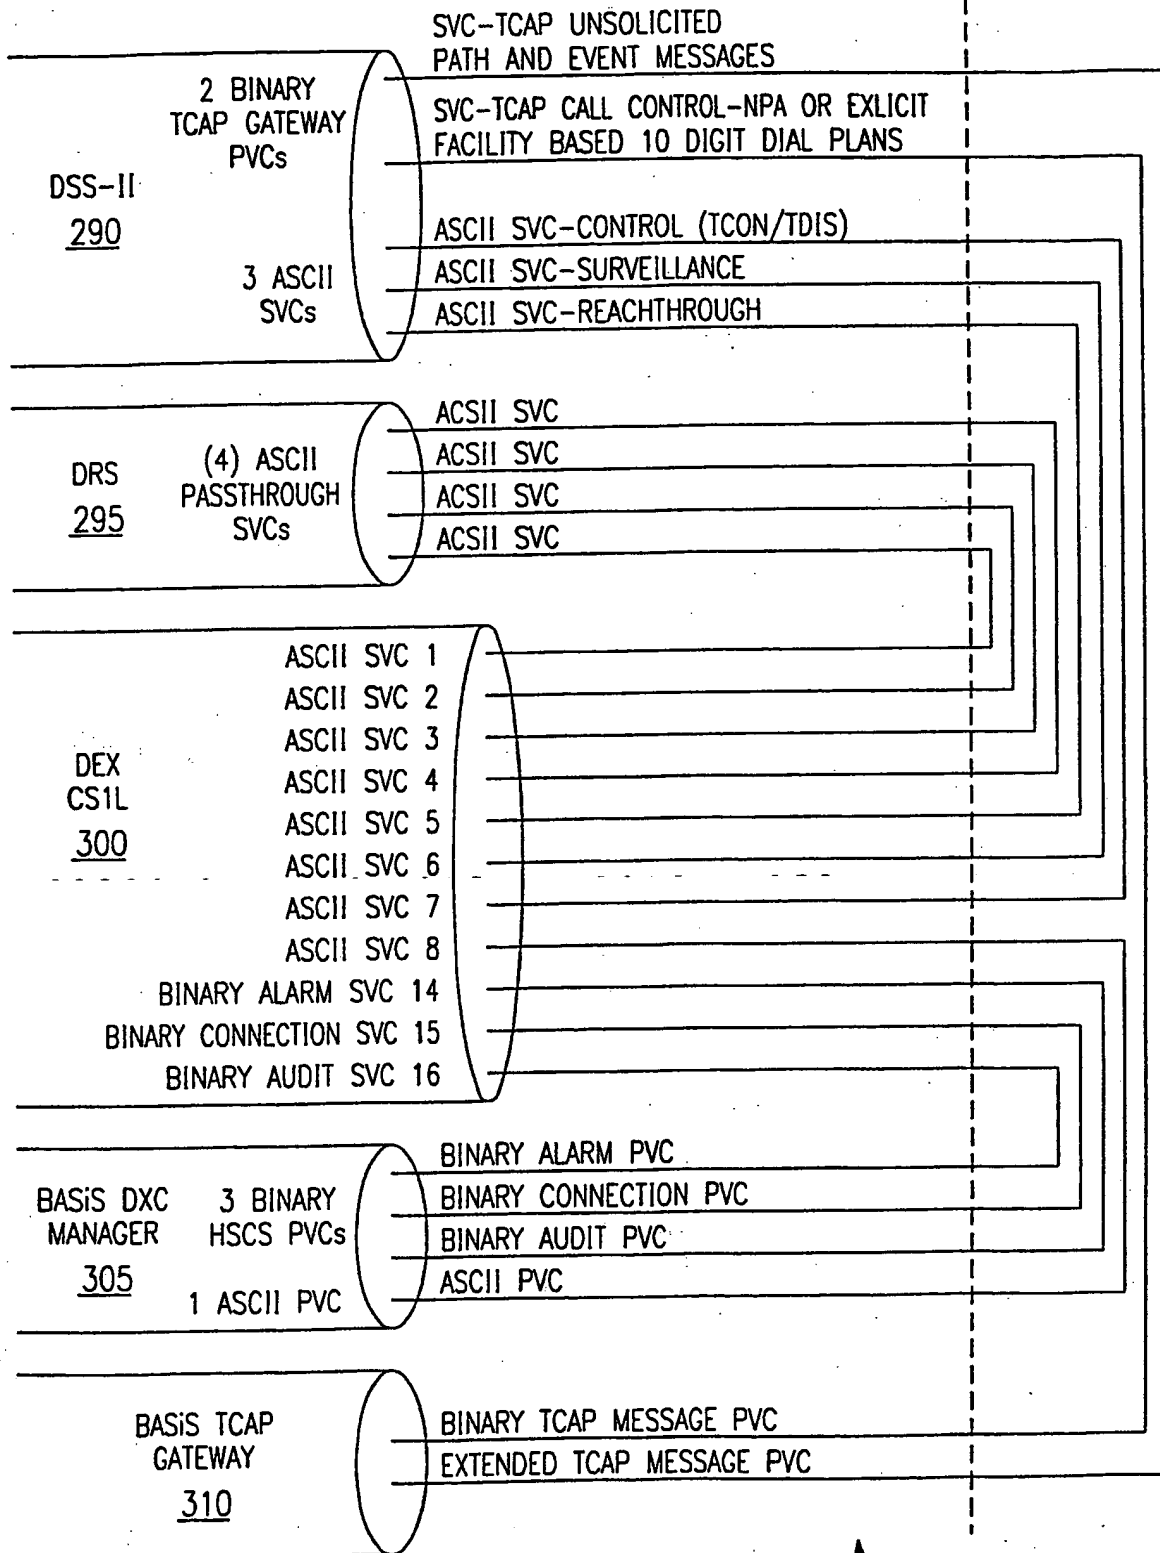 SVC-TCAP UNSOLICITED
PATH AND EVENT MESSAGES
2 BINARY
TCAP GATEWAY
PVCs
SVC-TCAP CALL CONTROL-NPA OR EXLICIT
FACILITY BASED 10 DIGIT DIAL PLANS
DSS-II
290
3 ASCII
SVCs
ASCII SVC-CONTROL (TCON/TDIS)
ASCII SVC-SURVEILLANCE
ASCII SVC-REACHTHROUGH
DRS
295
(4) ASCII
PASSTHROUGH
SVCs
ACSII SVC
ACSII SVC
ACSII SVC
ACSII SVC
DEX
CS1L
300
ASCII SVC 1
ASCII SVC 2
ASCII SVC 3
ASCII SVC 4
ASCII SVC 5
ASCII SVC 6
ASCII SVC 7
ASCII SVC 8
BINARY ALARM SVC 14
BINARY CONNECTION SVC 15
BINARY AUDIT SVC 16
BASiS DXC
MANAGER
305
3 BINARY
HSCS PVCs
1 ASCII PVC
BINARY ALARM PVC
BINARY CONNECTION PVC
BINARY AUDIT PVC
ASCII PVC
BASiS TCAP
GATEWAY
310
BINARY TCAP MESSAGE PVC
EXTENDED TCAP MESSAGE PVC